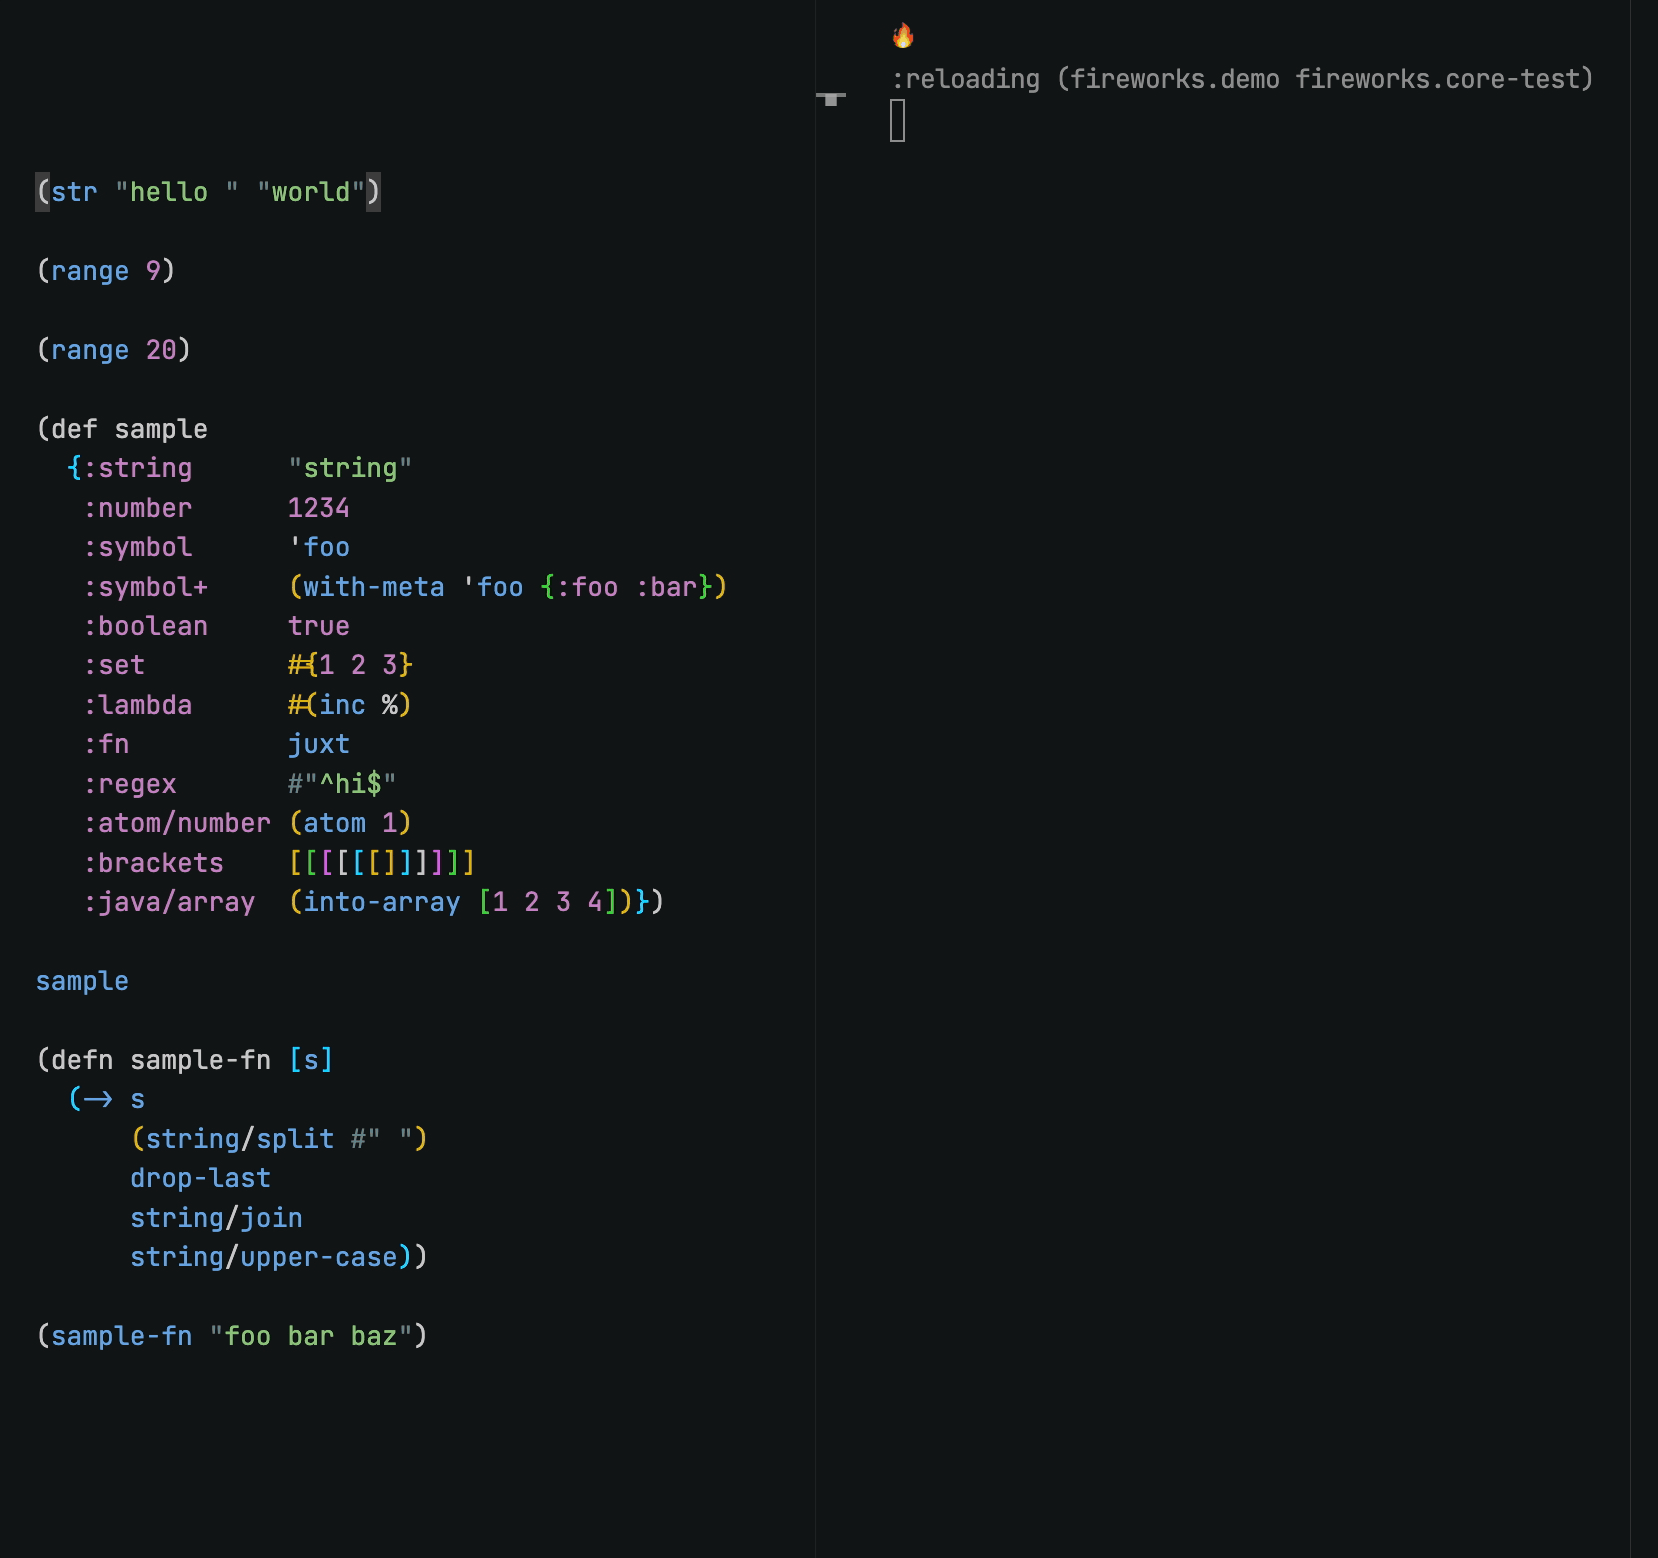 (str "hello " "world")
(range 9)
(range 20)
(def sample
  {:string      "string"
   :number      1234
   :symbol      'foo
   :symbol+     (with-meta 'foo {:foo :bar})
   :boolean     true
   :set         #{1 2 3}
   :lambda      #(inc %)
   :fn          juxt
   :regex       #"^hi$"
   :atom/number (atom 1)
   :brackets    [[[[[[]]]]]]
   :java/array  (into-array [1 2 3 4])})
sample
(defn sample-fn [s]
  (-> s
      (string/split #" ")
      drop-last
      string/join
      string/upper-case))
(sample-fn "foo bar baz")
🔥
:reloading (fireworks.demo fireworks.core-test)